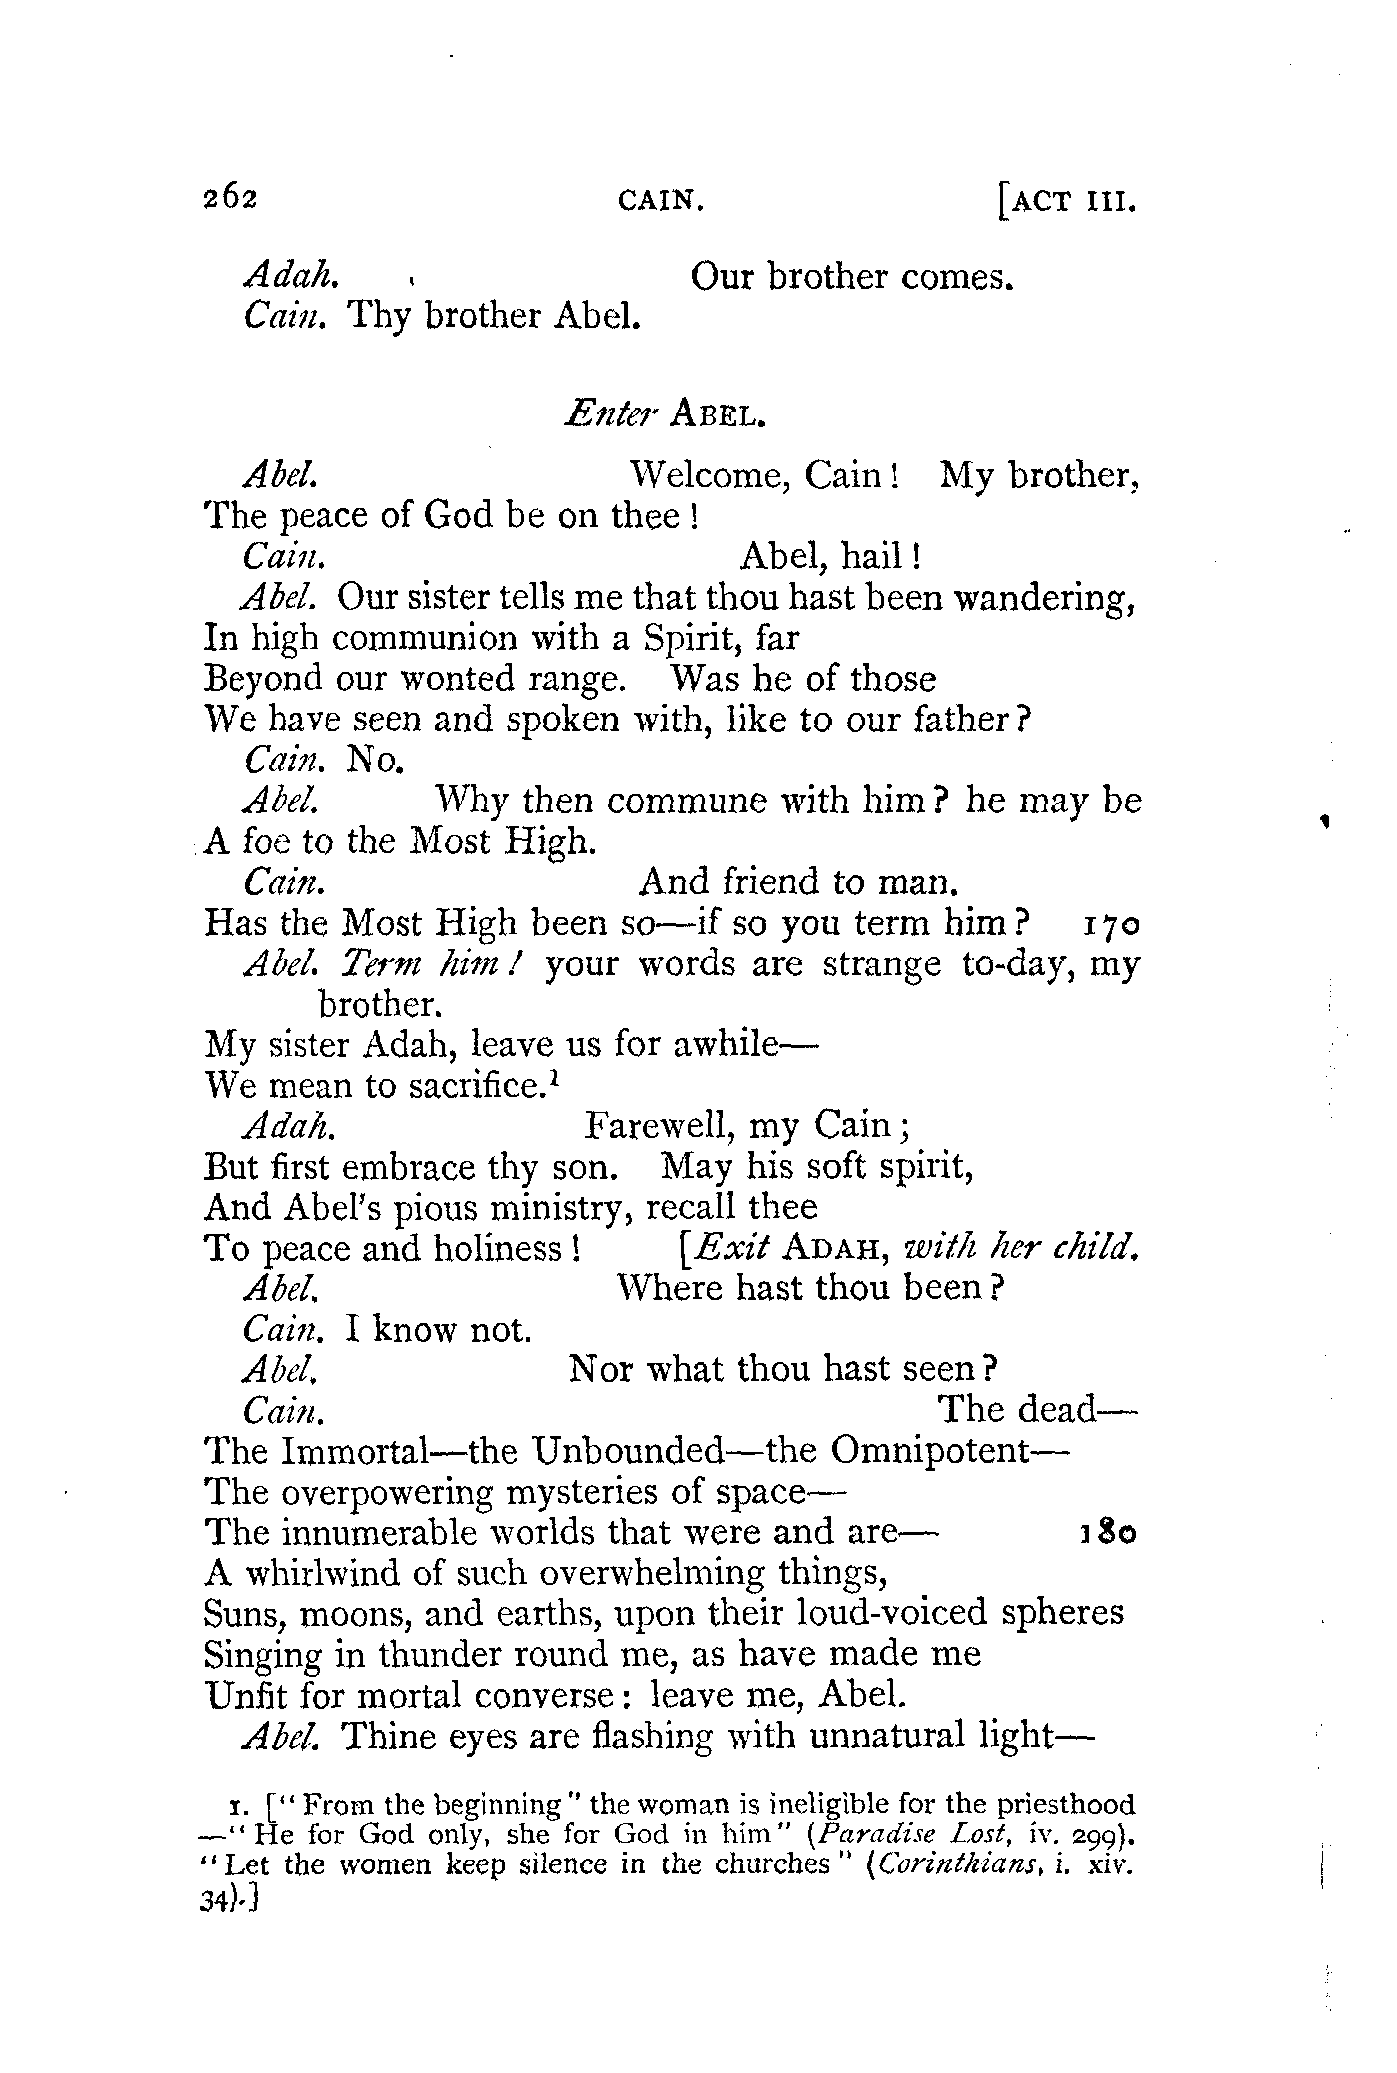 262 CAIN. [ACT III.
Adah. Our brother comes.
Cain. Thy brother Abel.
Enter ABEL.
Abel. Welcome, Cain! My brother,
The peace of God be on thee!
Cain. Abel, hail!
Abel. Our sister tells me that thou hast been wandering,
In high communion with a Spirit, far
Beyond our wonted range. Was he of those
We have seen and spoken with, like to our father?
Cain. No.
Abel. Why then commune with him? he may be
A foe to the Most High.
Cain. And friend to man.
Has the Most High been so—if so you term him? 170
Abel. Term him! your words are strange to-day, my
brother.
My sister Adah, leave us for awhile—
We mean to sacrifice.¹
Adah. Farewell, my Cain;
But first embrace thy son. May his soft spirit,
And Abel's pious ministry, recall thee
To peace and holiness! [Exit ADAH, with her child.
Abel. Where hast thou been?
Cain. I know not.
Abel. Nor what thou hast seen?
Cain. The dead—
The Immortal—the Unbounded—the Omnipotent—
The overpowering mysteries of space—
The innumerable worlds that were and are— 180
A whirlwind of such overwhelming things,
Suns, moons, and earths, upon their loud-voiced spheres
Singing in thunder round me, as have made me
Unfit for mortal converse: leave me, Abel.
Abel. Thine eyes are flashing with unnatural light—
1. ["From the beginning" the woman is ineligible for the priesthood
—"He for God only, she for God in him" (Paradise Lost, iv. 299).
"Let the women keep silence in the churches" (Corinthians, i. xiv.
34).]